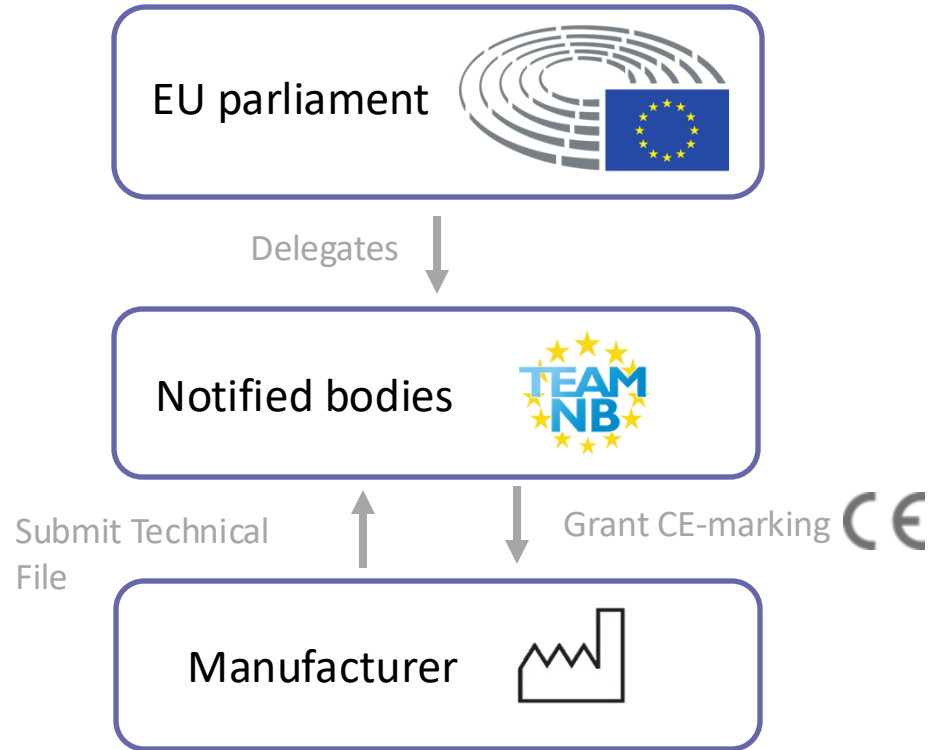 EU parliament
Delegates
Notified bodies
TEAM
NB
Submit Technical
File
Grant CE-marking CE
Manufacturer